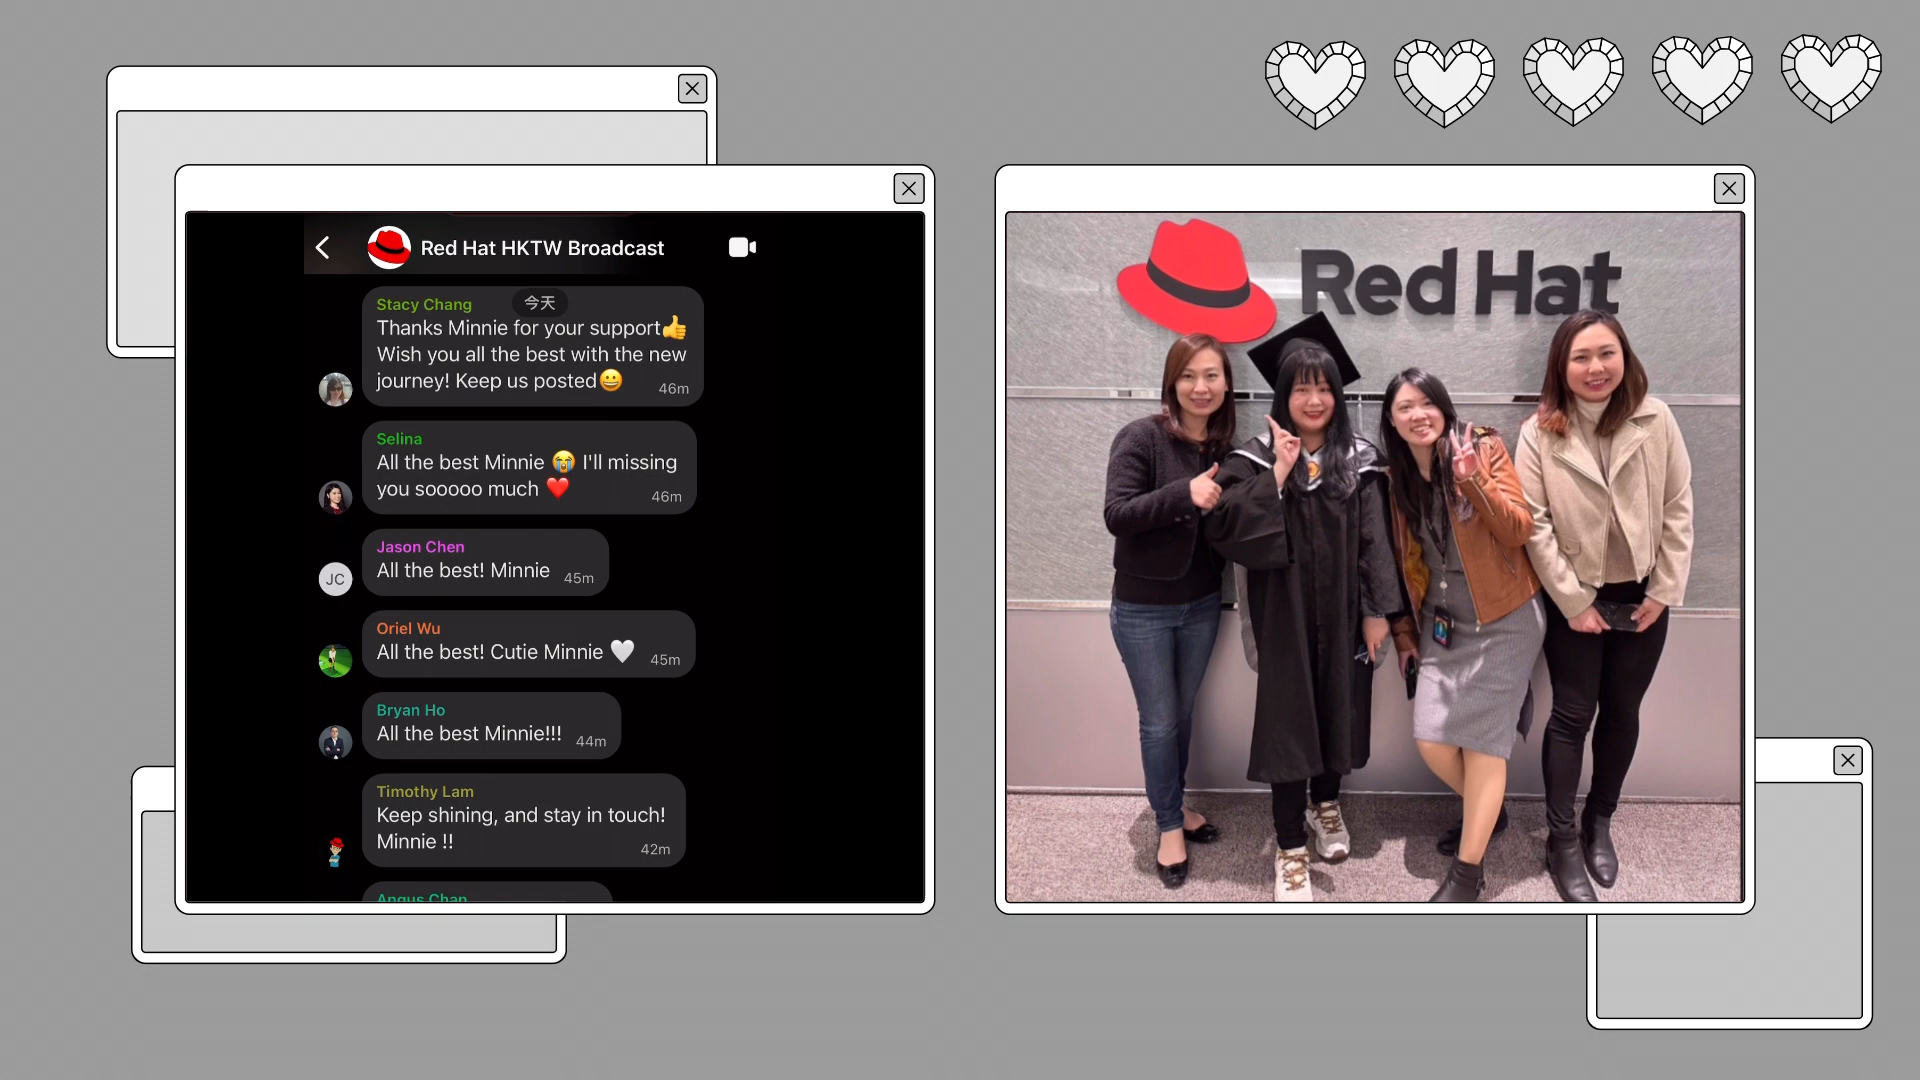 Red Hat HKTW Broadcast
Stacy Chang
今天
Thanks Minnie for your support👍
Wish you all the best with the new
journey! Keep us posted😀
46m
Selina
All the best Minnie 😭 I'll missing
you sooooo much ❤️
46m
JC
Jason Chen
All the best! Minnie
45m
Oriel Wu
All the best! Cutie Minnie 🤍
45m
Bryan Ho
All the best Minnie!!!
44m
Timothy Lam
Keep shining, and stay in touch!
Minnie !!
42m
Angus Chan
Red Hat